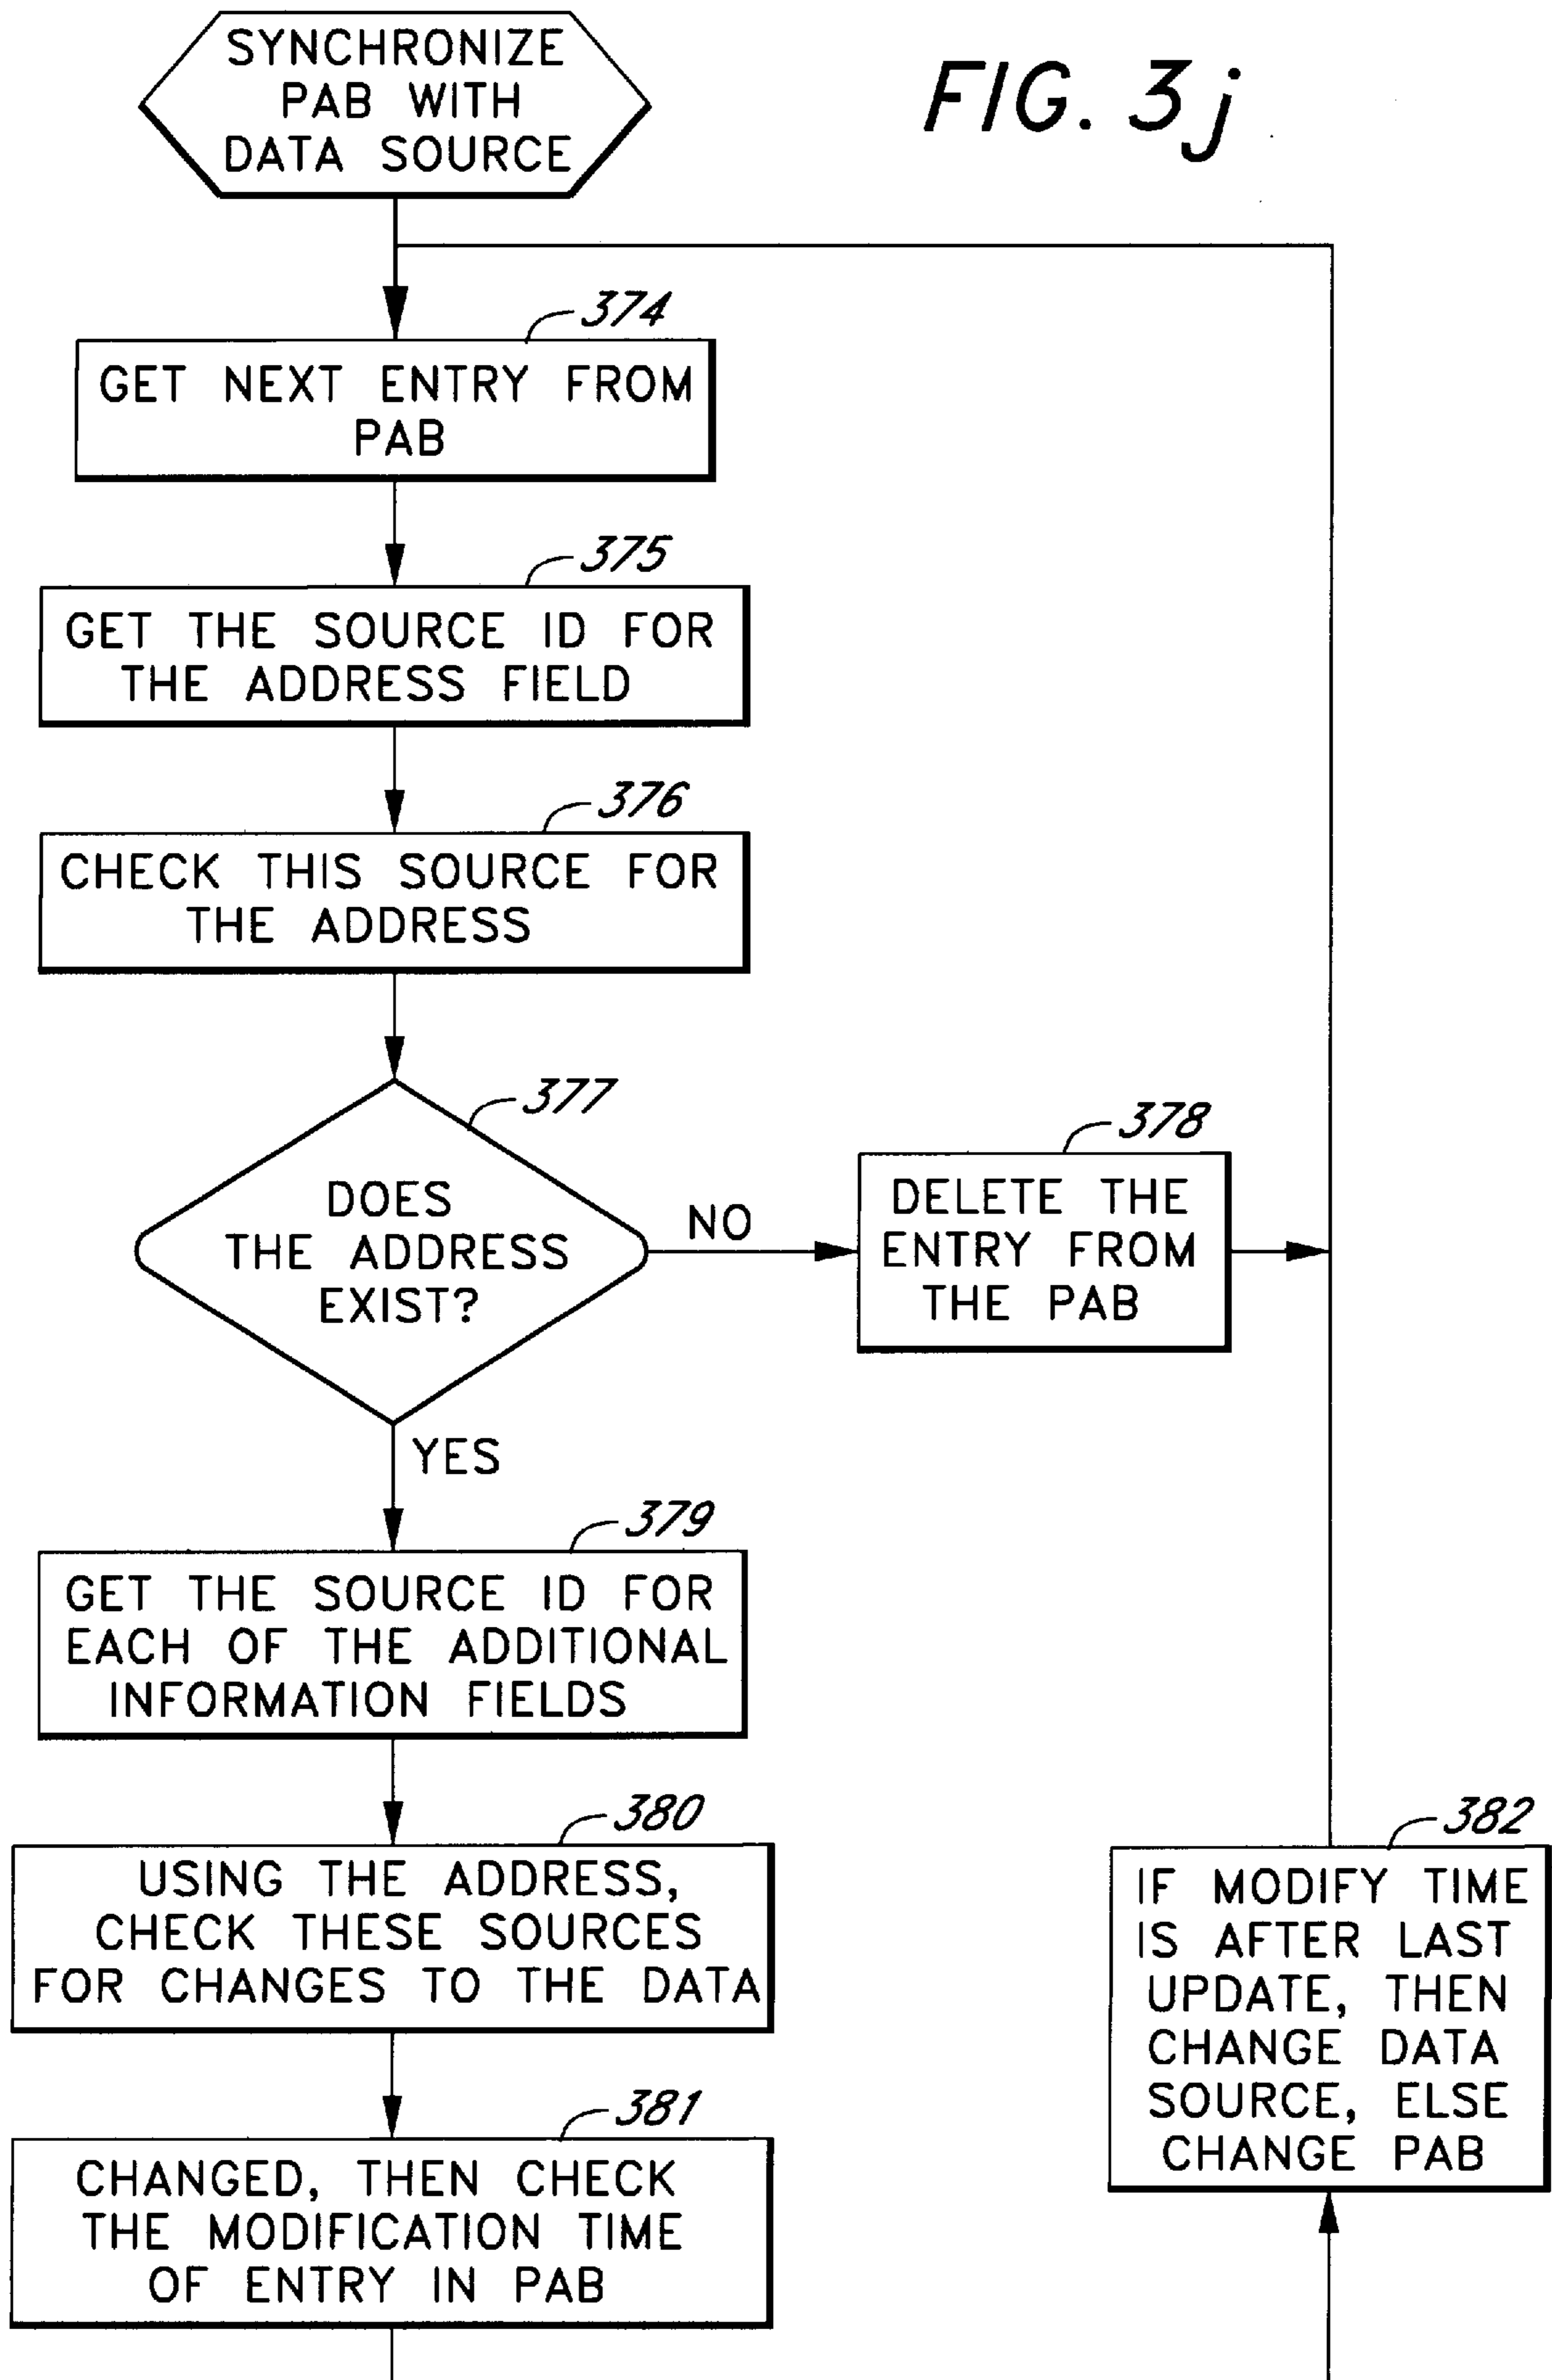 SYNCHRONIZE
PAB WITH
DATA SOURCE
FIG. 3j
374
GET NEXT ENTRY FROM
PAB
375
GET THE SOURCE ID FOR
THE ADDRESS FIELD
376
CHECK THIS SOURCE FOR
THE ADDRESS
377
DOES
THE ADDRESS
EXIST?
NO
378
DELETE THE
ENTRY FROM
THE PAB
YES
379
GET THE SOURCE ID FOR
EACH OF THE ADDITIONAL
INFORMATION FIELDS
380
USING THE ADDRESS,
CHECK THESE SOURCES
FOR CHANGES TO THE DATA
381
CHANGED, THEN CHECK
THE MODIFICATION TIME
OF ENTRY IN PAB
382
IF MODIFY TIME
IS AFTER LAST
UPDATE, THEN
CHANGE DATA
SOURCE, ELSE
CHANGE PAB